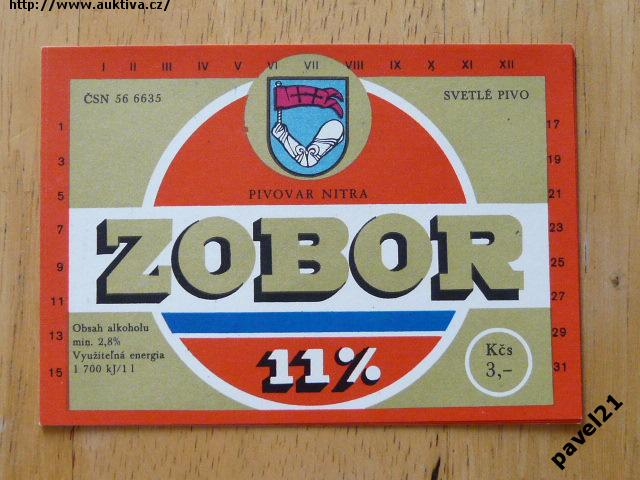 http://www.auktiva.cz/
I II III IV V VI VII VIII IX X XI XII
ČSN 56 6635
SVETLÉ PIVO
1
3
5
7
9
11
13
15
17
19
21
23
25
27
29
31
PIVOVAR NITRA
ZOBOR
Obsah alkoholu
min. 2,8%
Využiteľná energia
1 700 kJ/1 l
11%
Kčs
3,-
pavel21